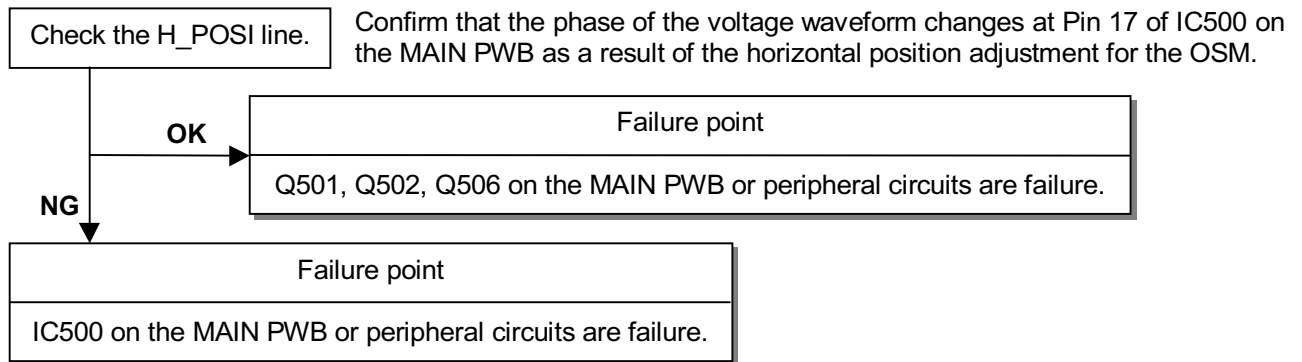 Check the H_POSI line.
Confirm that the phase of the voltage waveform changes at Pin 17 of IC500 on
the MAIN PWB as a result of the horizontal position adjustment for the OSM.
OK
Failure point
Q501, Q502, Q506 on the MAIN PWB or peripheral circuits are failure.
NG
Failure point
IC500 on the MAIN PWB or peripheral circuits are failure.